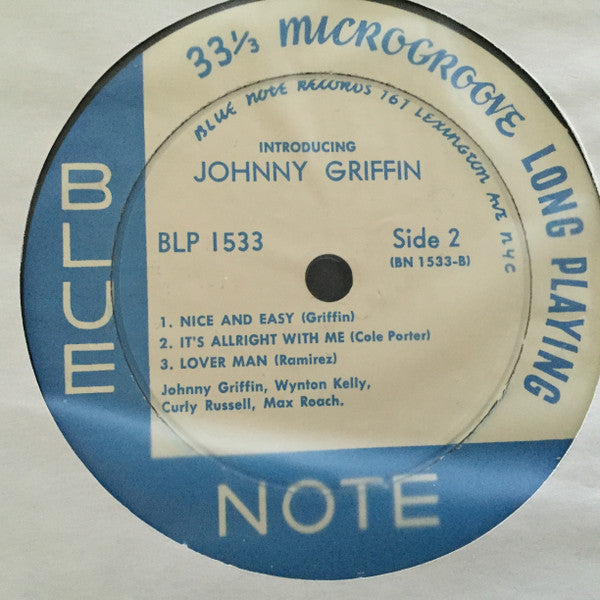 33⅓ MICROGROOVE LONG PLAYING
BLUE NOTE RECORDS 767 LEXINGTON AVE NYC
INTRODUCING
JOHNNY GRIFFIN
BLP 1533
Side 2
(BN 1533-B)
1. NICE AND EASY (Griffin)
2. IT'S ALLRIGHT WITH ME (Cole Porter)
3. LOVER MAN (Ramirez)
Johnny Griffin, Wynton Kelly,
Curly Russell, Max Roach.
BLUE
NOTE